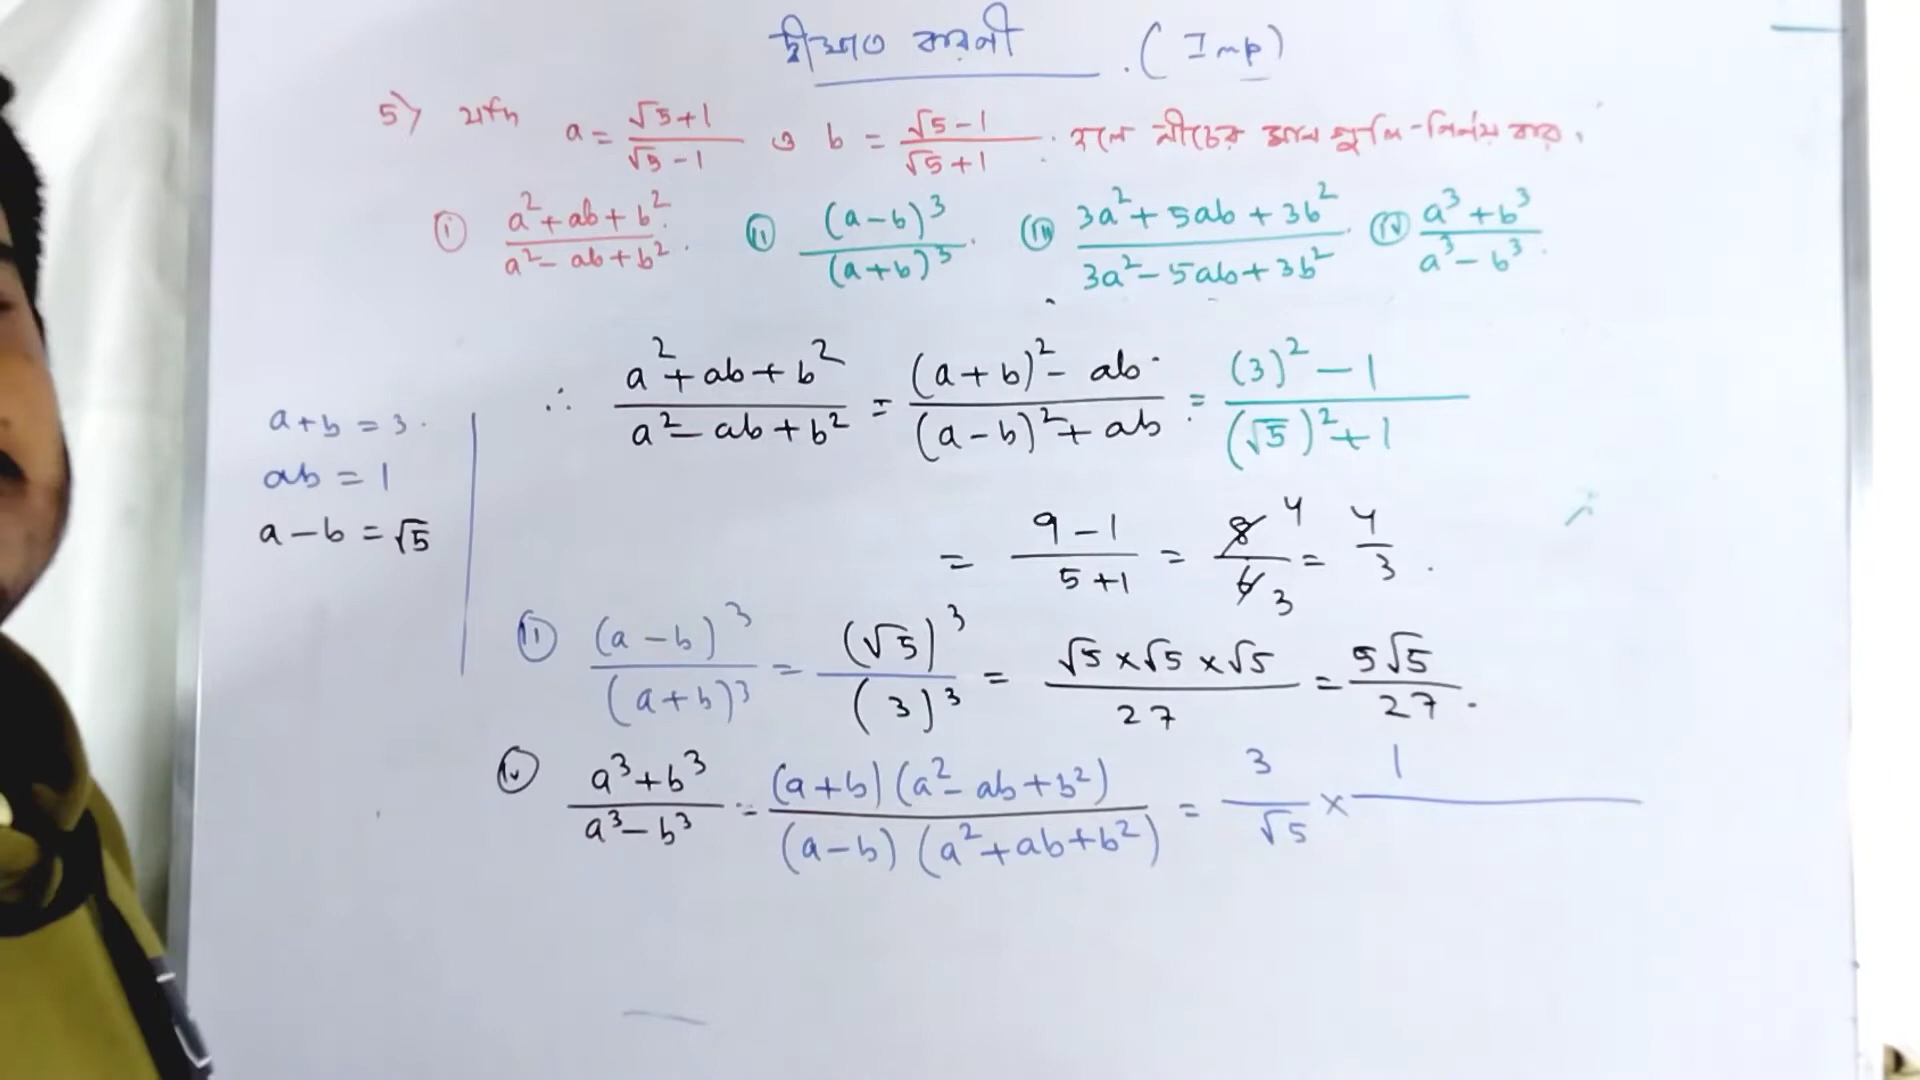 দ্বিঘাত করণী . (Imp)
5) যদি a = (√5+1)/(√5-1) ও b = (√5-1)/(√5+1) . হলে নীচের মান গুলি নির্ণয় কর ।
(i) (a²+ab+b²)/(a²-ab+b²) . (ii) (a-b)³/(a+b)³ . (iii) (3a²+5ab+3b²)/(3a²-5ab+3b²) . (iv) (a³+b³)/(a³-b³) .
∴ (a²+ab+b²)/(a²-ab+b²) = ((a+b)²-ab)/((a-b)²+ab) = ((3)²-1)/((√5)²+1)
a+b = 3 .
ab = 1
a-b = √5
= (9-1)/(5+1) = 8/6 4/3 = 4/3 .
(ii) (a-b)³/(a+b)³ = (√5)³/(3)³ = (√5×√5×√5)/27 = 5√5/27 .
(iv) (a³+b³)/(a³-b³) = (a+b)(a²-ab+b²)/(a-b)(a²+ab+b²) = 3/√5 × 1/